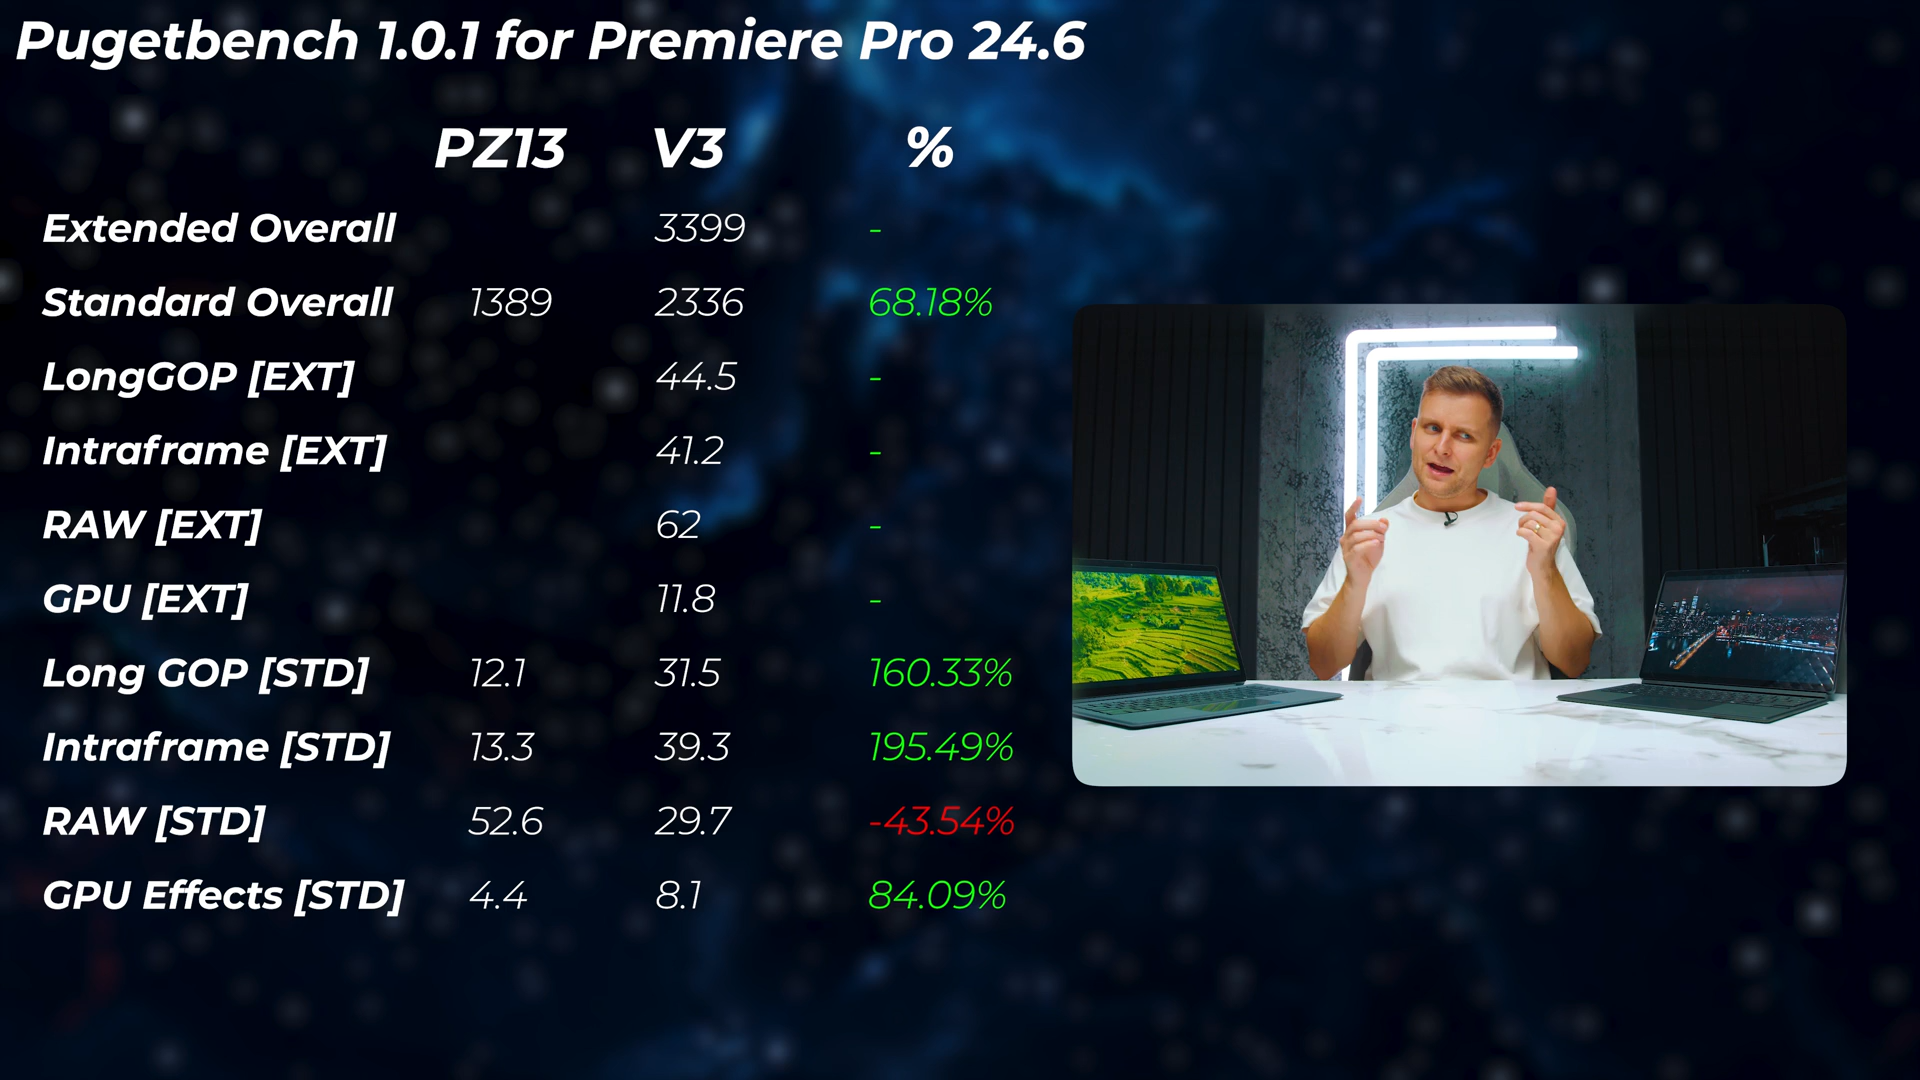 Pugetbench 1.0.1 for Premiere Pro 24.6
PZ13 V3 %
Extended Overall 3399 -
Standard Overall 1389 2336 68.18%
LongGOP [EXT] 44.5 -
Intraframe [EXT] 41.2 -
RAW [EXT] 62 -
GPU [EXT] 11.8 -
Long GOP [STD] 12.1 31.5 160.33%
Intraframe [STD] 13.3 39.3 195.49%
RAW [STD] 52.6 29.7 -43.54%
GPU Effects [STD] 4.4 8.1 84.09%